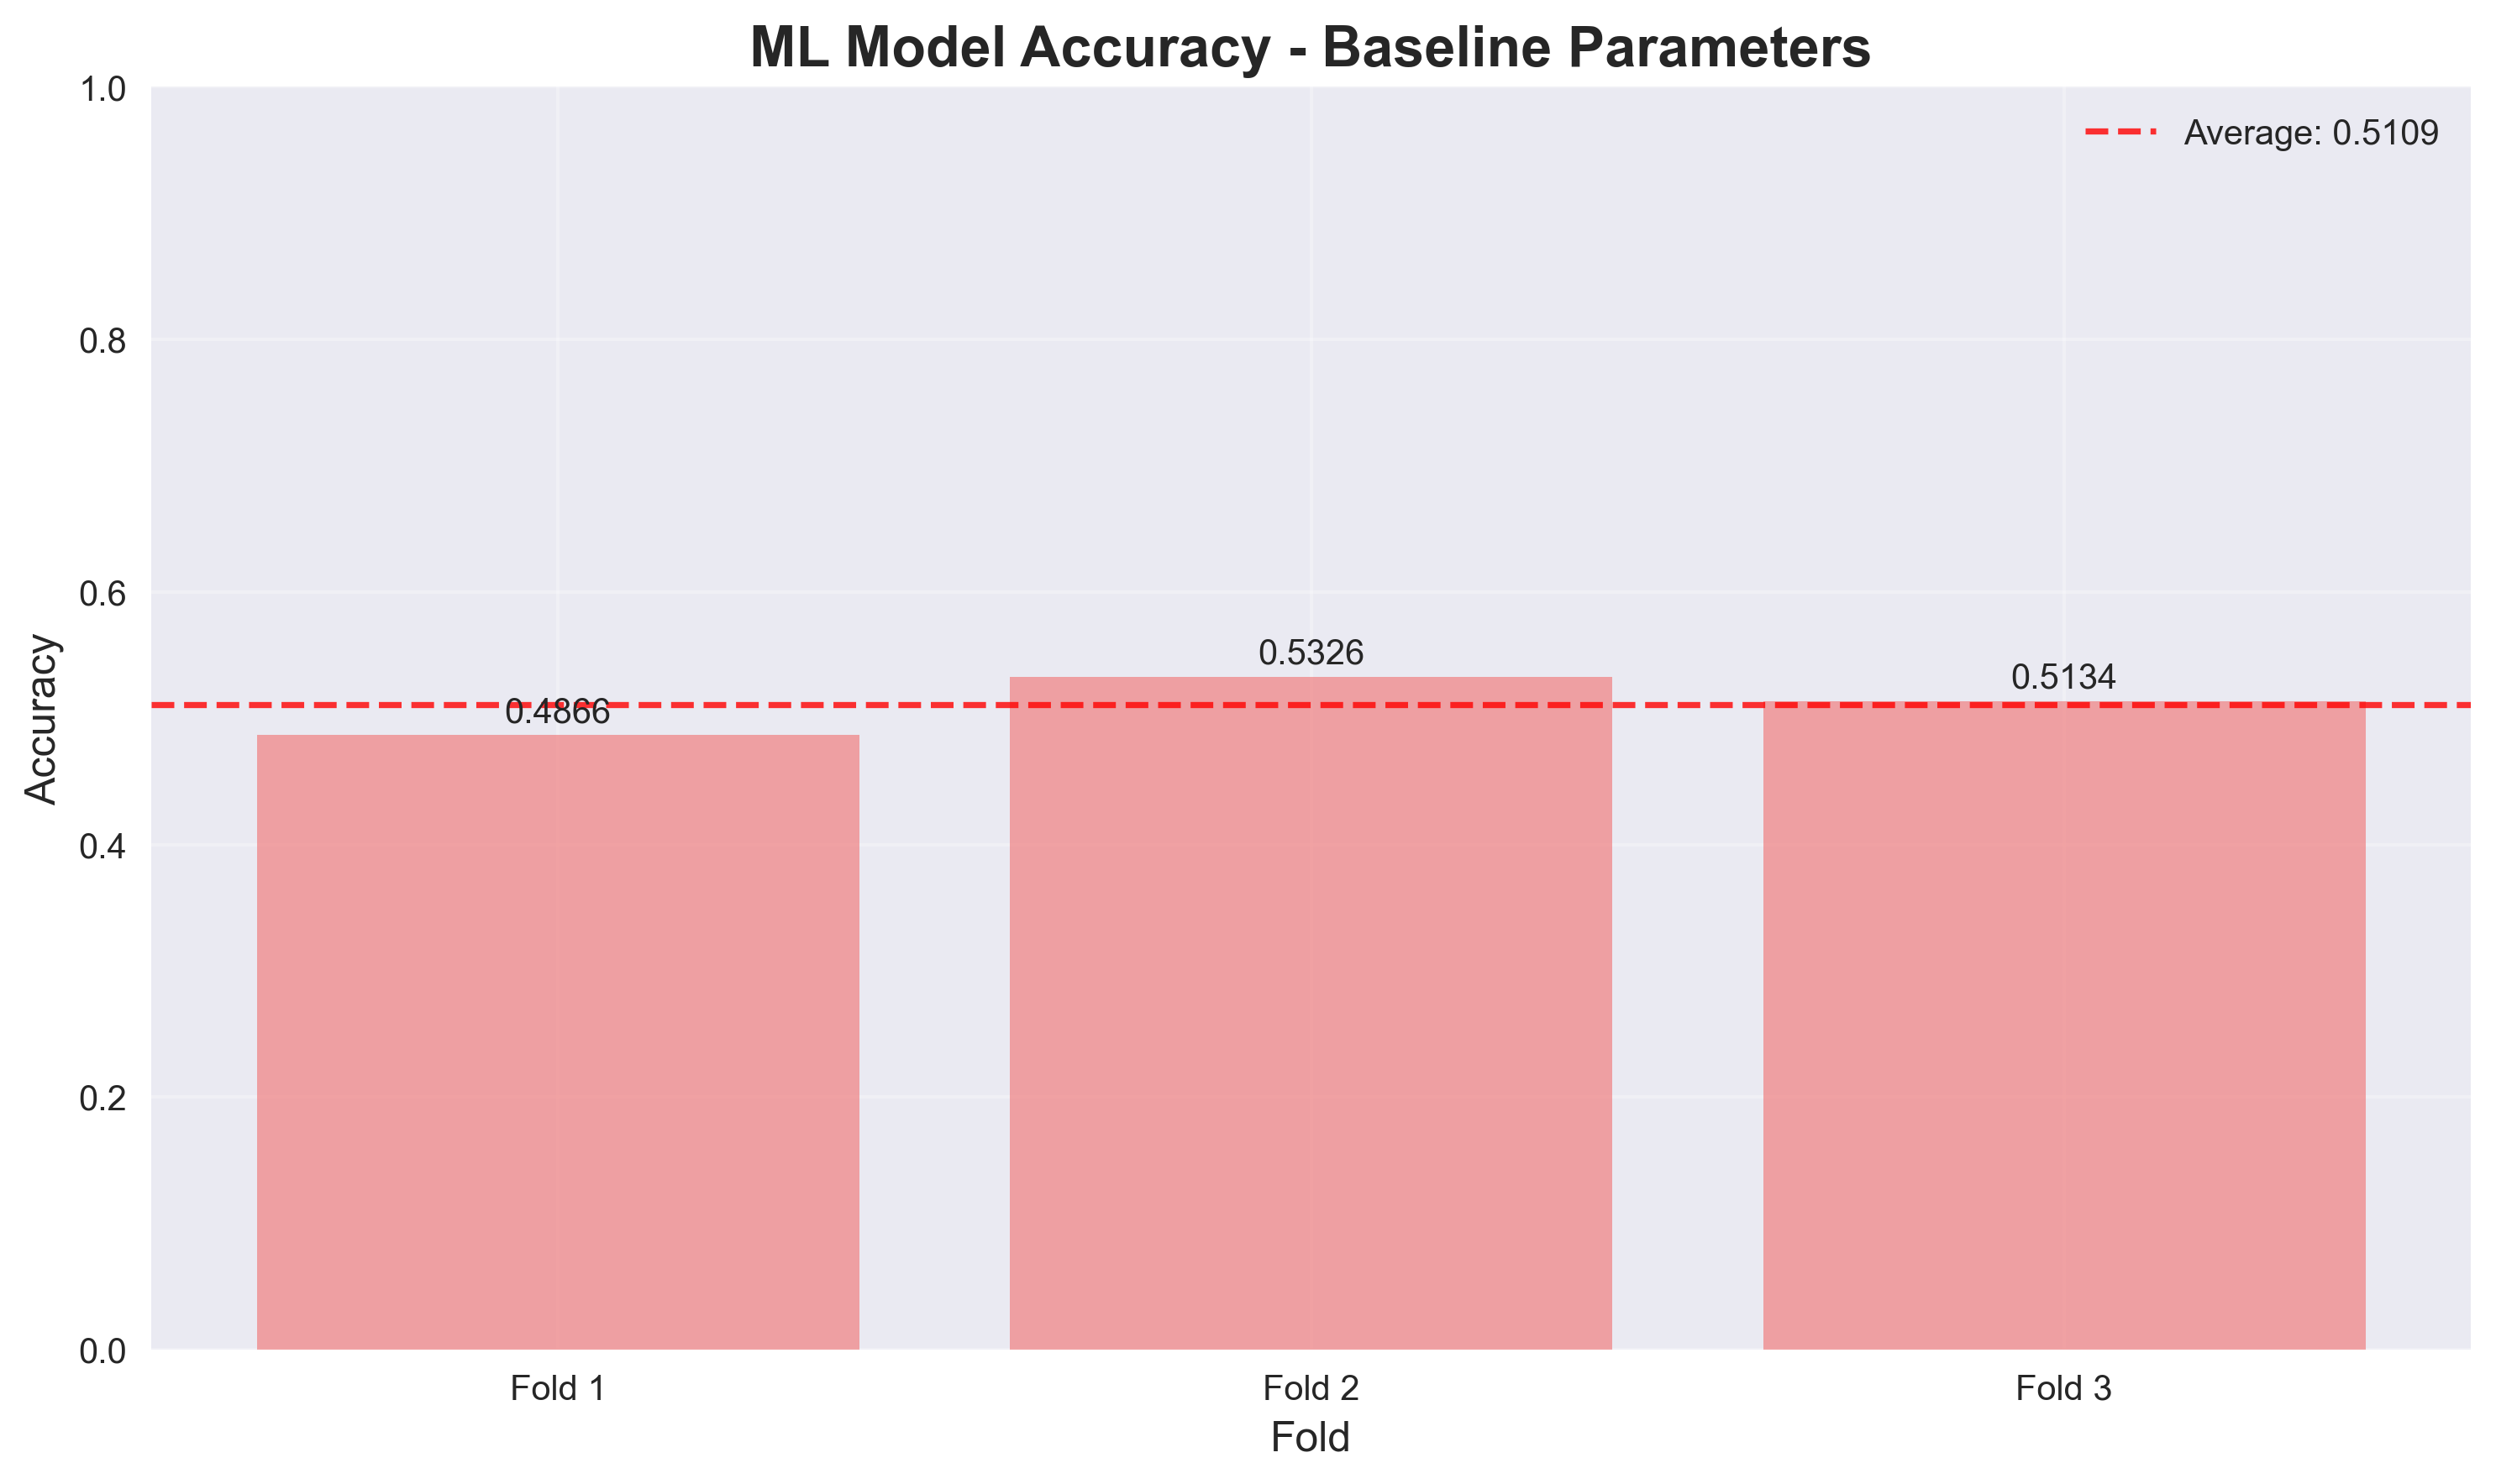 ML Model Accuracy - Baseline Parameters
Average: 0.5109
Accuracy
1.0
0.8
0.6
0.4
0.2
0.0
0.4866
0.5326
0.5134
Fold 1
Fold 2
Fold 3
Fold